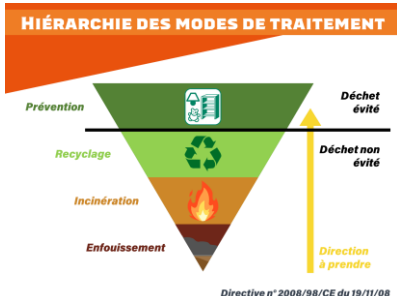 HIÉRARCHIE DES MODES DE TRAITEMENT
Prévention
Déchet
évité
Recyclage
Déchet non
évité
Incinération
Enfouissement
Direction
à prendre
Directive n° 2008/98/CE du 19/11/08